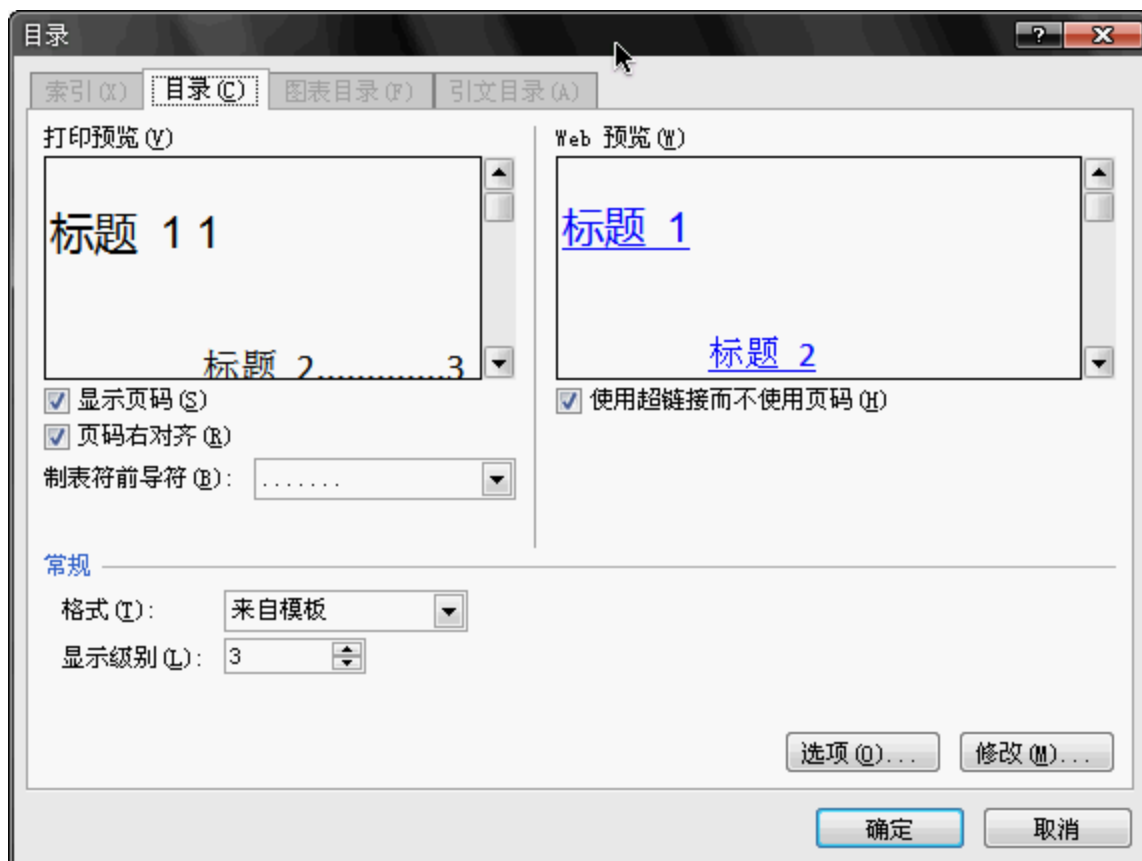 目录
索引(X) 目录(C) 图表目录(F) 引文目录(A)
打印预览(V)
标题 1 1
标题 2.............3
显示页码(S)
页码右对齐(R)
制表符前导符(B): .......
Web 预览(W)
标题 1
标题 2
使用超链接而不使用页码(H)
常规
格式(T): 来自模板
显示级别(L): 3
选项(O)... 修改(M)...
确定 取消